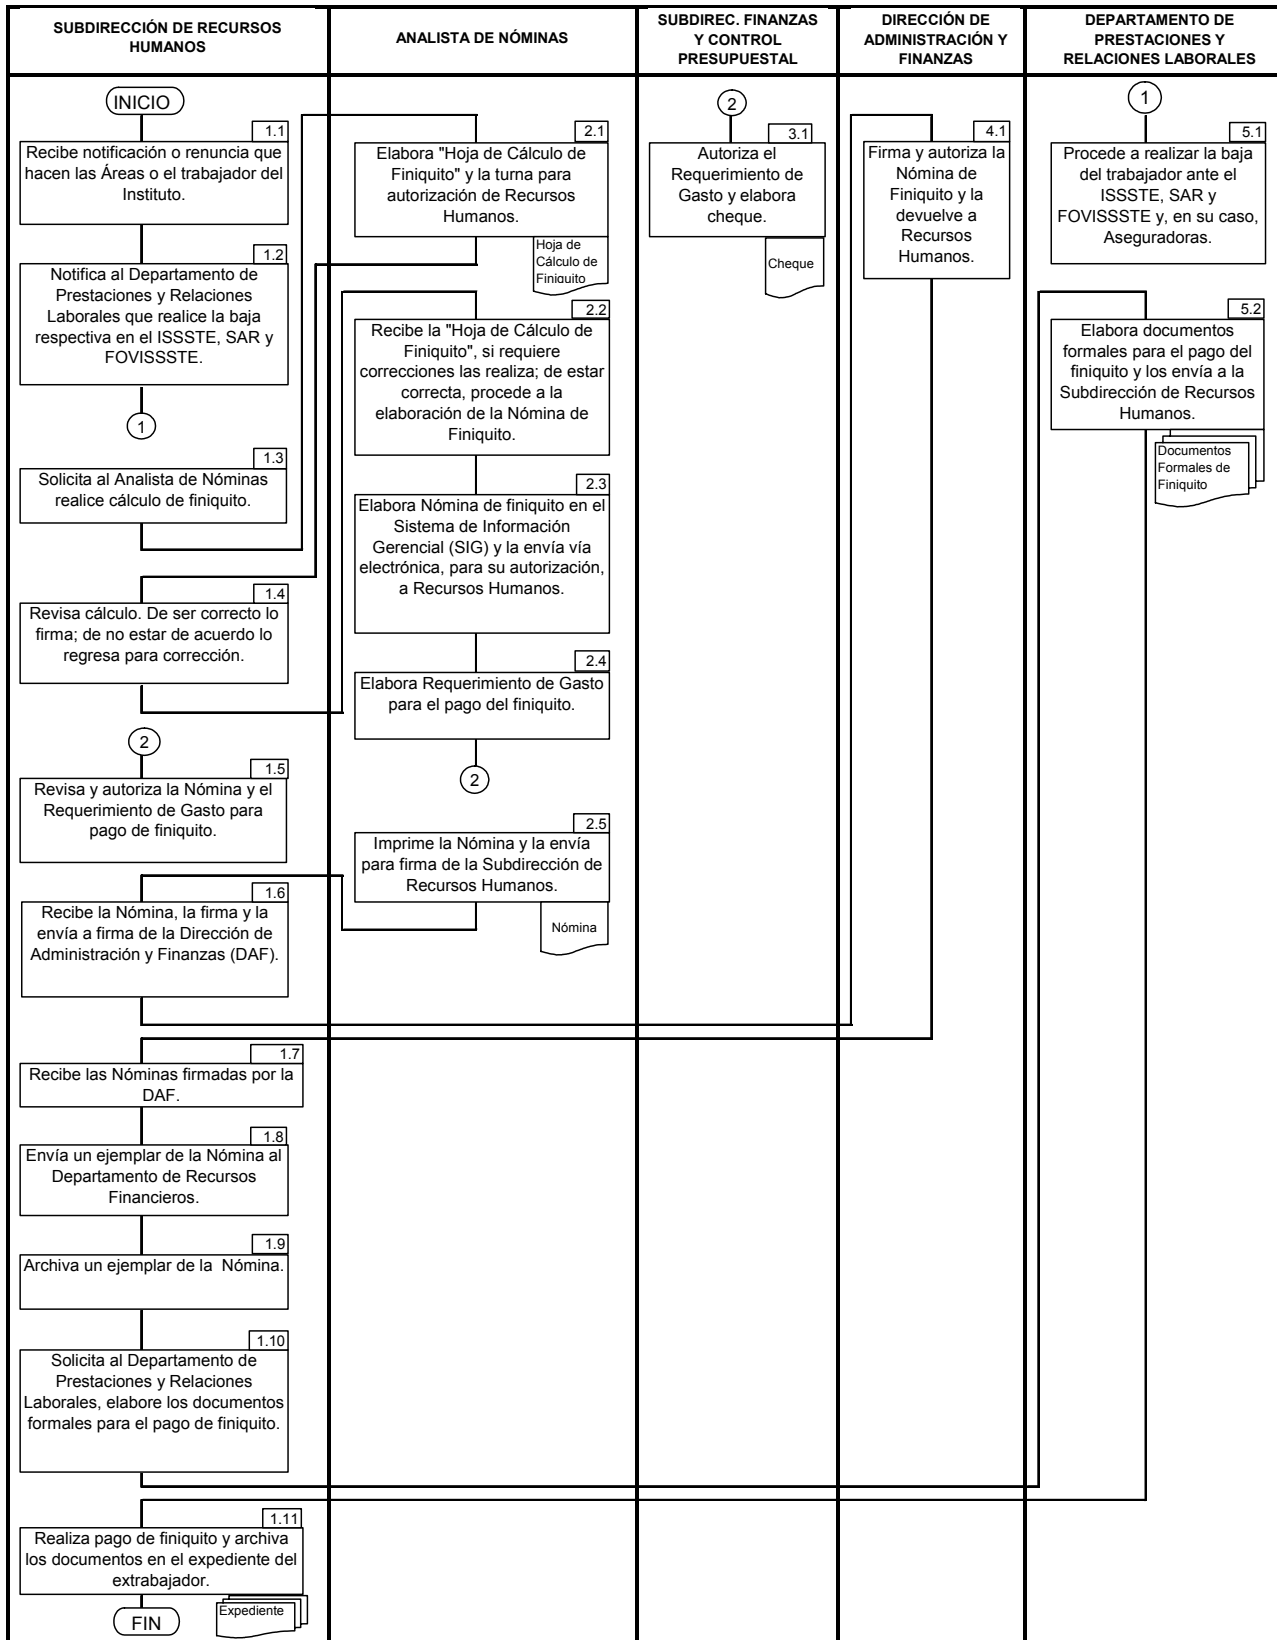 SUBDIRECCIÓN DE RECURSOS
HUMANOS
ANALISTA DE NÓMINAS
SUBDIREC. FINANZAS
Y CONTROL
PRESUPUESTAL
DIRECCIÓN DE
ADMINISTRACIÓN Y
FINANZAS
DEPARTAMENTO DE
PRESTACIONES Y
RELACIONES LABORALES
INICIO
1.1
Recibe notificación o renuncia que
hacen las Áreas o el trabajador del
Instituto.
1.2
Notifica al Departamento de
Prestaciones y Relaciones
Laborales que realice la baja
respectiva en el ISSSTE, SAR y
FOVISSSTE.
1
1.3
Solicita al Analista de Nóminas
realice cálculo de finiquito.
1.4
Revisa cálculo. De ser correcto lo
firma; de no estar de acuerdo lo
regresa para corrección.
2
1.5
Revisa y autoriza la Nómina y el
Requerimiento de Gasto para
pago de finiquito.
1.6
Recibe la Nómina, la firma y la
envía a firma de la Dirección de
Administración y Finanzas (DAF).
1.7
Recibe las Nóminas firmadas por la
DAF.
1.8
Envía un ejemplar de la Nómina al
Departamento de Recursos
Financieros.
1.9
Archiva un ejemplar de la Nómina.
1.10
Solicita al Departamento de
Prestaciones y Relaciones
Laborales, elabore los documentos
formales para el pago de finiquito.
1.11
Realiza pago de finiquito y archiva
los documentos en el expediente del
extrabajador.
Expediente
FIN
2.1
Elabora "Hoja de Cálculo de
Finiquito" y la turna para
autorización de Recursos
Humanos.
Hoja de
Cálculo de
Finiquito
2.2
Recibe la "Hoja de Cálculo de
Finiquito", si requiere
correcciones las realiza; de estar
correcta, procede a la
elaboración de la Nómina de
Finiquito.
2.3
Elabora Nómina de finiquito en el
Sistema de Información
Gerencial (SIG) y la envía vía
electrónica, para su autorización,
a Recursos Humanos.
2.4
Elabora Requerimiento de Gasto
para el pago del finiquito.
2
2.5
Imprime la Nómina y la envía
para firma de la Subdirección de
Recursos Humanos.
Nómina
2
3.1
Autoriza el
Requerimiento de
Gasto y elabora
cheque.
Cheque
4.1
Firma y autoriza la
Nómina de
Finiquito y la
devuelve a
Recursos
Humanos.
1
5.1
Procede a realizar la baja
del trabajador ante el
ISSSTE, SAR y
FOVISSSTE y, en su caso,
Aseguradoras.
5.2
Elabora documentos
formales para el pago del
finiquito y los envía a la
Subdirección de Recursos
Humanos.
Documentos
Formales de
Finiquito